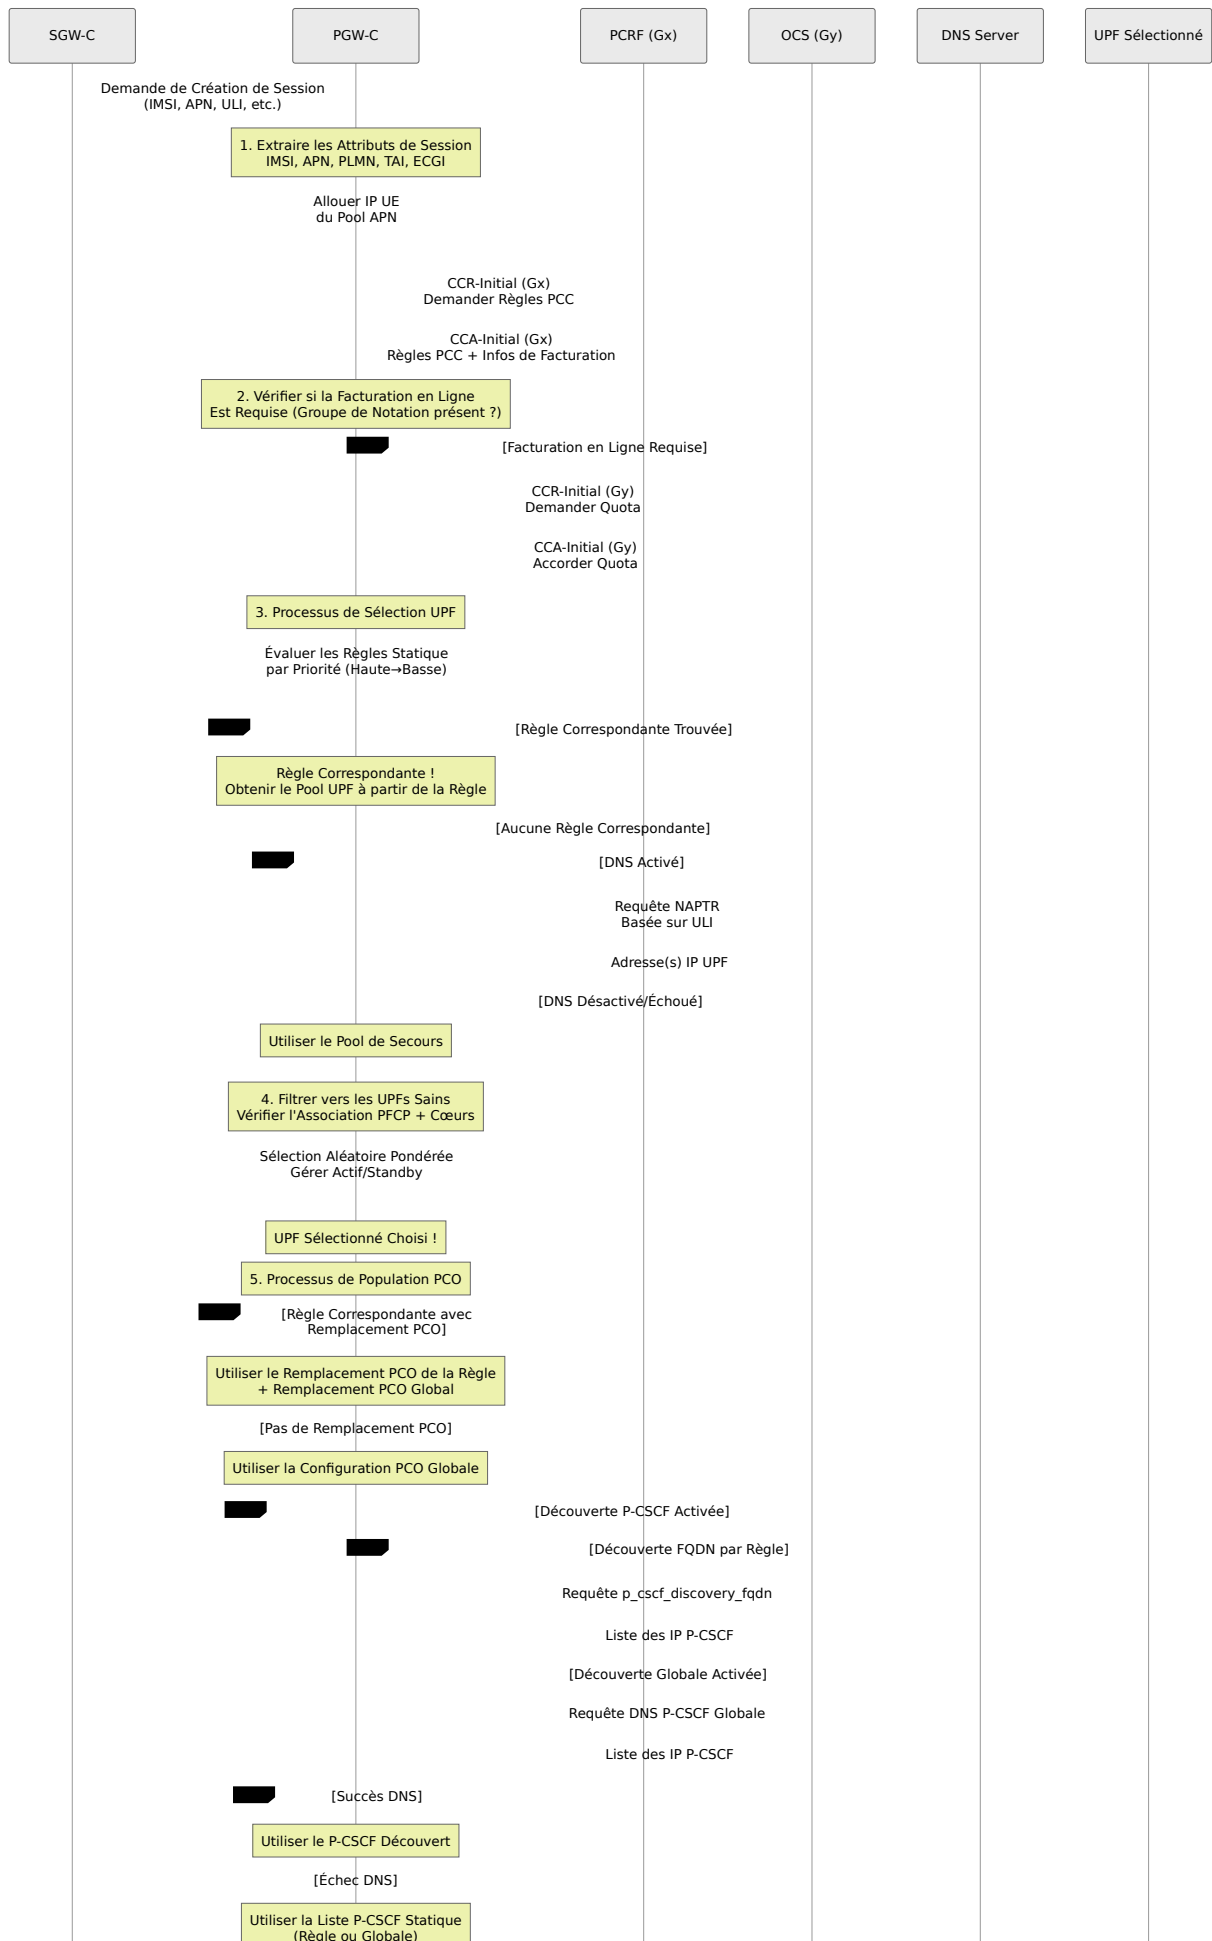 SGW-C
PGW-C
PCRF (Gx)
OCS (Gy)
DNS Server
UPF Sélectionné
Demande de Création de Session
(IMSI, APN, ULI, etc.)
1. Extraire les Attributs de Session
IMSI, APN, PLMN, TAI, ECGI
Allouer IP UE
du Pool APN
CCR-Initial (Gx)
Demander Règles PCC
CCA-Initial (Gx)
Règles PCC + Infos de Facturation
2. Vérifier si la Facturation en Ligne
Est Requise (Groupe de Notation présent ?)
[Facturation en Ligne Requise]
CCR-Initial (Gy)
Demander Quota
CCA-Initial (Gy)
Accorder Quota
3. Processus de Sélection UPF
Évaluer les Règles Statique
par Priorité (Haute→Basse)
[Règle Correspondante Trouvée]
Règle Correspondante !
Obtenir le Pool UPF à partir de la Règle
[Aucune Règle Correspondante]
[DNS Activé]
Requête NAPTR
Basée sur ULI
Adresse(s) IP UPF
[DNS Désactivé/Échoué]
Utiliser le Pool de Secours
4. Filtrer vers les UPFs Sains
Vérifier l'Association PFCP + Cœurs
Sélection Aléatoire Pondérée
Gérer Actif/Standby
UPF Sélectionné Choisi !
5. Processus de Population PCO
[Règle Correspondante avec
Remplacement PCO]
Utiliser le Remplacement PCO de la Règle
+ Remplacement PCO Global
[Pas de Remplacement PCO]
Utiliser la Configuration PCO Globale
[Découverte P-CSCF Activée]
[Découverte FQDN par Règle]
Requête p_cscf_discovery_fqdn
Liste des IP P-CSCF
[Découverte Globale Activée]
Requête DNS P-CSCF Globale
Liste des IP P-CSCF
[Succès DNS]
Utiliser le P-CSCF Découvert
[Échec DNS]
Utiliser la Liste P-CSCF Statique
(Règle ou Globale)